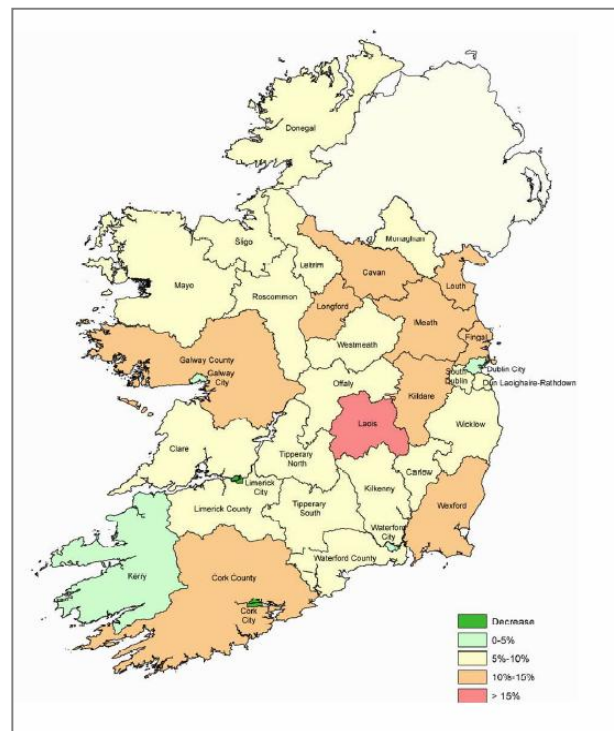 Donegal
Monaghan
Sligo
Leitrim
Cavan
Louth
Mayo
Roscommon
Longford
Meath
Westmeath
Fingal
Galway County
Galway
City
Dublin City
South
Dublin
Dun Laoighaire-Rathdown
Offaly
Kildare
Laois
Wicklow
Clare
Tipperary
North
Carlow
Limerick
City
Kilkenny
Limerick County
Tipperary
South
Wexford
Waterford
City
Waterford County
Kerry
Cork County
Cork
City
Decrease
0-5%
5%-10%
10%-15%
> 15%